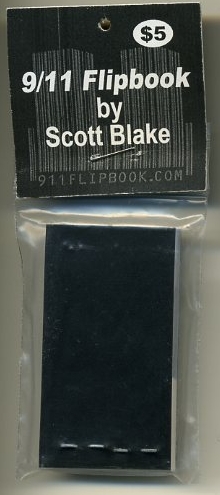 $5
9/11 Flipbook
by
Scott Blake
911FLIPBOOK.COM